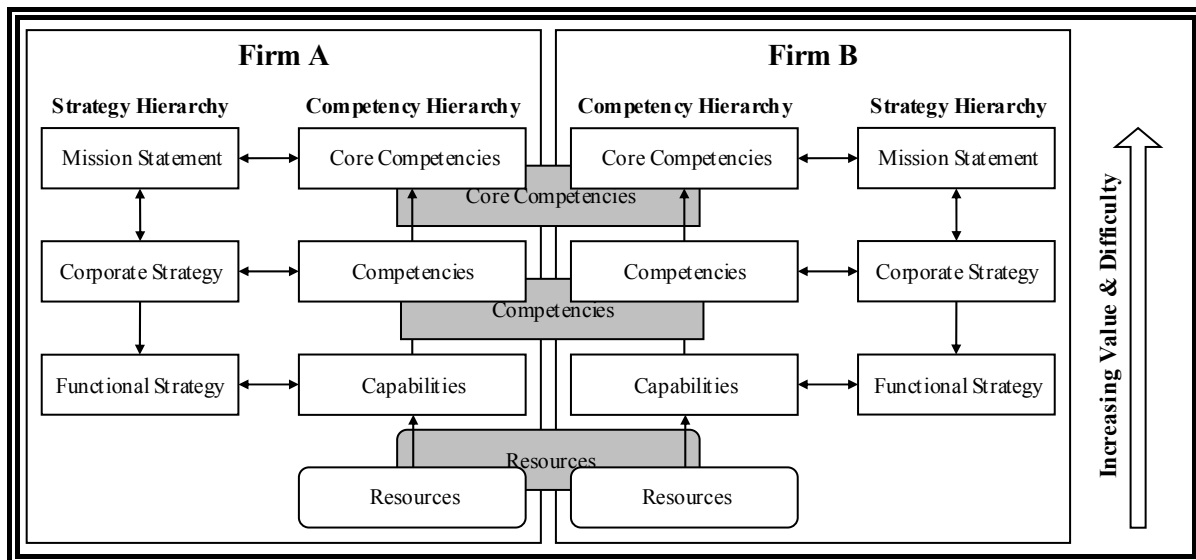 Firm A
Firm B
Strategy Hierarchy
Competency Hierarchy
Competency Hierarchy
Strategy Hierarchy
Mission Statement
Core Competencies
Core Competencies
Mission Statement
Core Competencies
Corporate Strategy
Competencies
Competencies
Corporate Strategy
Competencies
Functional Strategy
Capabilities
Capabilities
Functional Strategy
Resources
Resources
Resources
Increasing Value & Difficulty